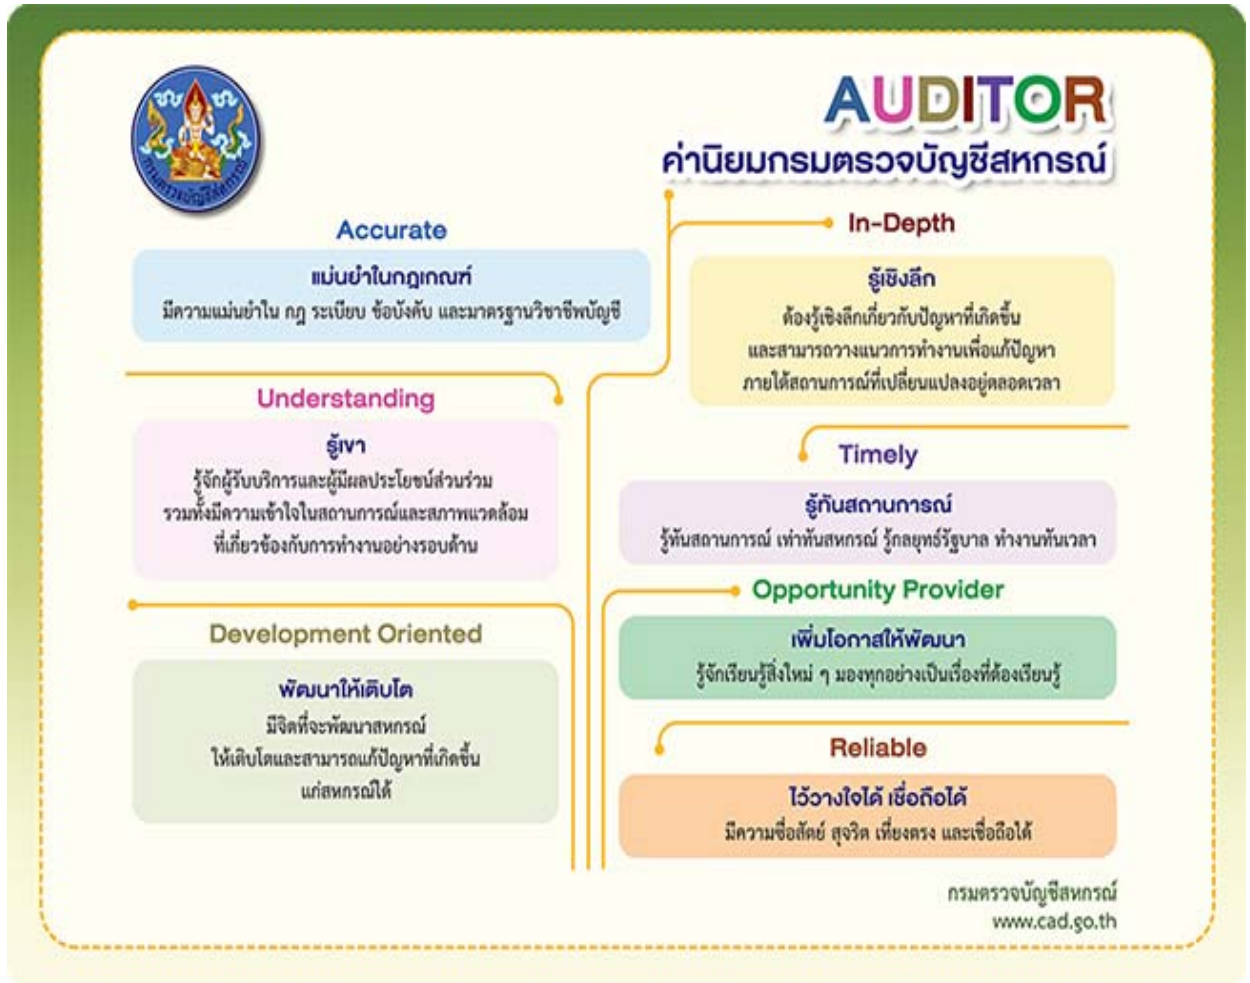 AUDITOR
ค่านิยมกรมตรวจบัญชีสหกรณ์
กรมตรวจบัญชีสหกรณ์
Accurate
แม่นยำในกฎเกณฑ์
มีความแม่นยำใน กฎ ระเบียบ ข้อบังคับ และมาตรฐานวิชาชีพบัญชี
Understanding
รู้เขา
รู้จักผู้รับบริการและผู้มีผลประโยชน์ส่วนร่วม
รวมทั้งมีความเข้าใจในสถานการณ์และสภาพแวดล้อม
ที่เกี่ยวข้องกับการทำงานอย่างรอบด้าน
Development Oriented
พัฒนาให้เติบโต
มีจิตที่จะพัฒนาสหกรณ์
ให้เติบโตและสามารถแก้ปัญหาที่เกิดขึ้น
แก่สหกรณ์ได้
In-Depth
รู้เชิงลึก
ต้องรู้เชิงลึกเกี่ยวกับปัญหาที่เกิดขึ้น
และสามารถวางแนวการทำงานเพื่อแก้ปัญหา
ภายใต้สถานการณ์ที่เปลี่ยนแปลงอยู่ตลอดเวลา
Timely
รู้ทันสถานการณ์
รู้ทันสถานการณ์ เท่าทันสหกรณ์ รู้กลยุทธ์รัฐบาล ทำงานทันเวลา
Opportunity Provider
เพิ่มโอกาสให้พัฒนา
รู้จักเรียนรู้สิ่งใหม่ ๆ มองทุกอย่างเป็นเรื่องที่ต้องเรียนรู้
Reliable
ไว้วางใจได้ เชื่อถือได้
มีความซื่อสัตย์ สุจริต เที่ยงตรง และเชื่อถือได้
กรมตรวจบัญชีสหกรณ์
www.cad.go.th